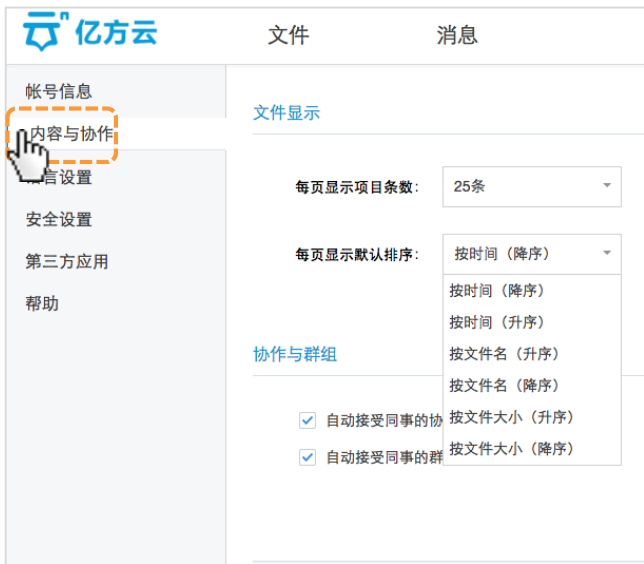 亿方云
文件
消息
帐号信息
内容与协作
言设置
安全设置
第三方应用
帮助
文件显示
每页显示项目条数:
25条
每页显示默认排序:
按时间（降序）
按时间（降序）
按时间（升序）
按文件名（升序）
按文件名（降序）
按文件大小（升序）
按文件大小（降序）
协作与群组
自动接受同事的协
自动接受同事的群